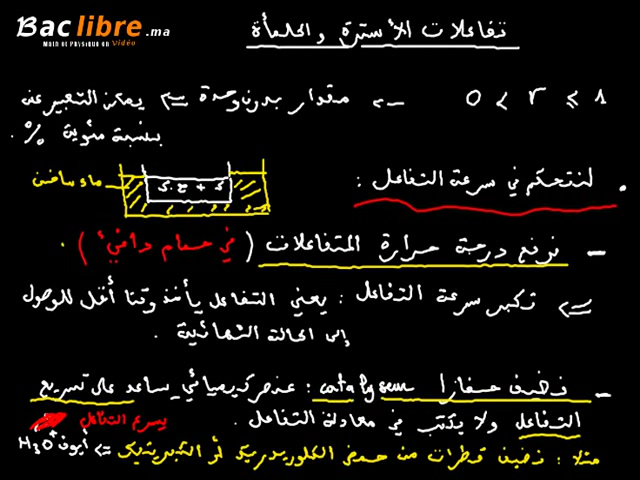 Bac libre.ma
Math et Physique en Vidéo
تفاعلات الأسترة والحلمأة
0 < r ≤ 1 → مقدار بدون وحدة ⇐ يمكن التعبير عنه
بنسبة مئوية %.
• لنتحكم في سرعة التفاعل :
ماء ساخن
- نرفع درجة حرارة المتفاعلات (في حمام دافئ).
⇐ تكبر سرعة التفاعل : يعني التفاعل يأخذ وقتا أقل للوصول
إلى الحالة النهائية .
- نضيف حفازا catalyseur : عنصر كيميائي يساعد على تسريع
التفاعل ولا يكتب في معادلة التفاعل . يسرع التفاعل
مثلا : نضيف قطرات من حمض الكلوريدريك أو الكبريتيك ⇐ أيون H3O+